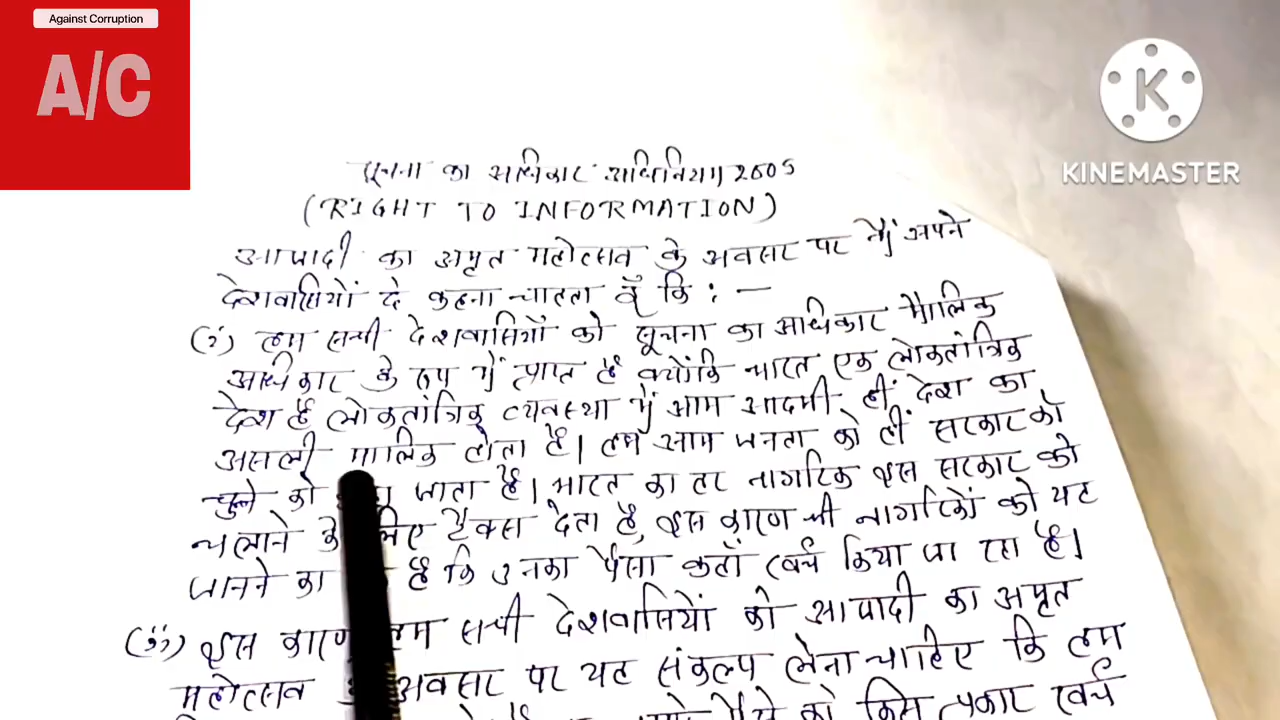 Against Corruption
A/C
K
KINEMASTER
सूचना का अधिकार अधिनियम 2005
(RIGHT TO INFORMATION)
आजादी का अमृत महोत्सव के अवसर पर मैं अपने
देशवासियों से कहना चाहता हूँ कि : —
(i) हम सभी देशवासियों को सूचना का अधिकार मौलिक
अधिकार के रूप में प्राप्त है क्योंकि भारत एक लोकतांत्रिक
देश है लोकतांत्रिक व्यवस्था में आम आदमी हीं देश का
असली मालिक होता है। हम आम जनता को हीं सरकार को
चुने को जाता है। भारत का हर नागरिक इस सरकार को
चलाने के लिए टैक्स देता है, इस कारण भी नागरिकों को यह
जानने का है कि उनका पैसा कहाँ खर्च किया जा रहा है।
(ii) इस कारण हम सभी देशवासियों को आजादी का अमृत
महोत्सव अवसर पर यह संकल्प लेना चाहिए कि हम
पैसे को किस प्रकार खर्च